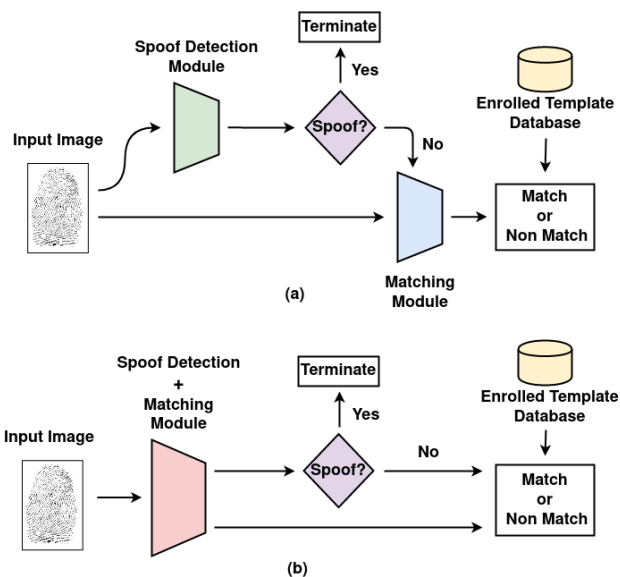 Terminate
Spoof Detection
Module
Yes
Enrolled Template
Database
Spoof?
Input Image
No
Match
or
Non Match
Matching
Module
(a)
Spoof Detection
+
Matching
Module
Terminate
Enrolled Template
Database
Yes
Input Image
Spoof?
No
Match
or
Non Match
(b)